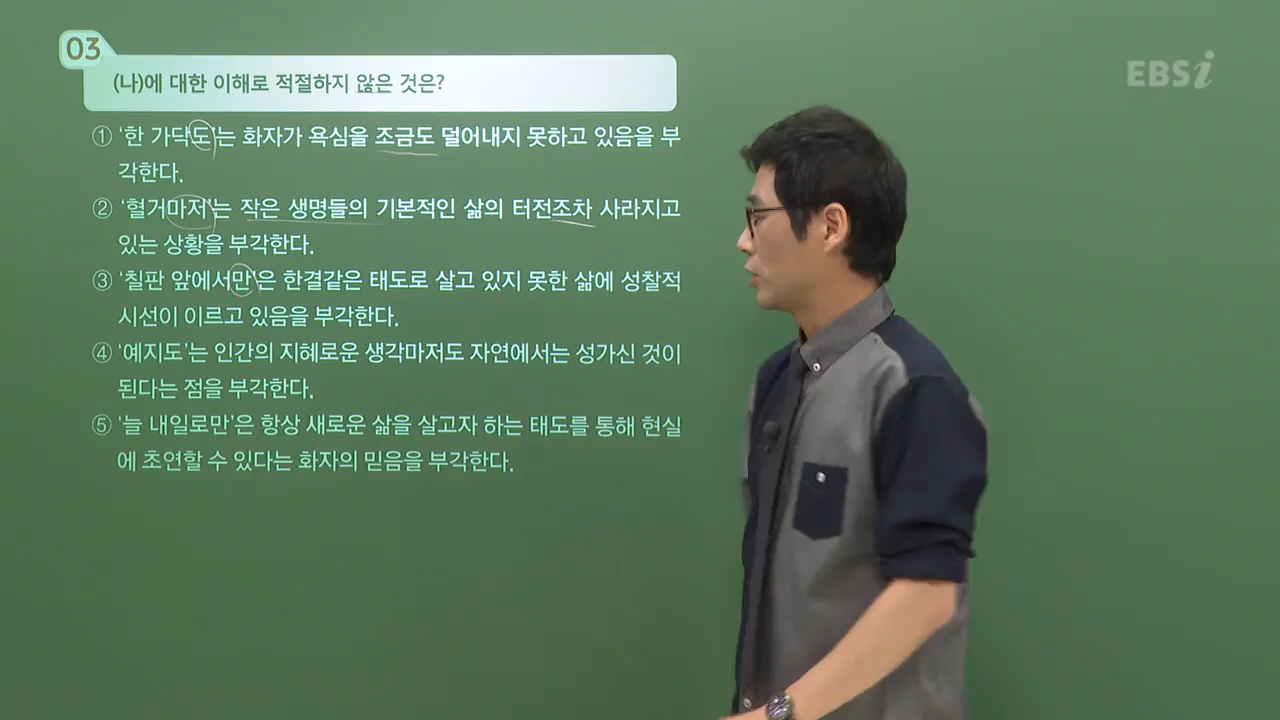 03
EBSi
(나)에 대한 이해로 적절하지 않은 것은?
① ‘한 가닥도’는 화자가 욕심을 조금도 덜어내지 못하고 있음을 부
각한다.
② ‘혈거마저’는 작은 생명들의 기본적인 삶의 터전조차 사라지고
있는 상황을 부각한다.
③ ‘칠판 앞에서만’은 한결같은 태도로 살고 있지 못한 삶에 성찰적
시선이 이르고 있음을 부각한다.
④ ‘예지도’는 인간의 지혜로운 생각마저도 자연에서는 성가신 것이
된다는 점을 부각한다.
⑤ ‘늘 내일로만’은 항상 새로운 삶을 살고자 하는 태도를 통해 현실
에 초연할 수 있다는 화자의 믿음을 부각한다.